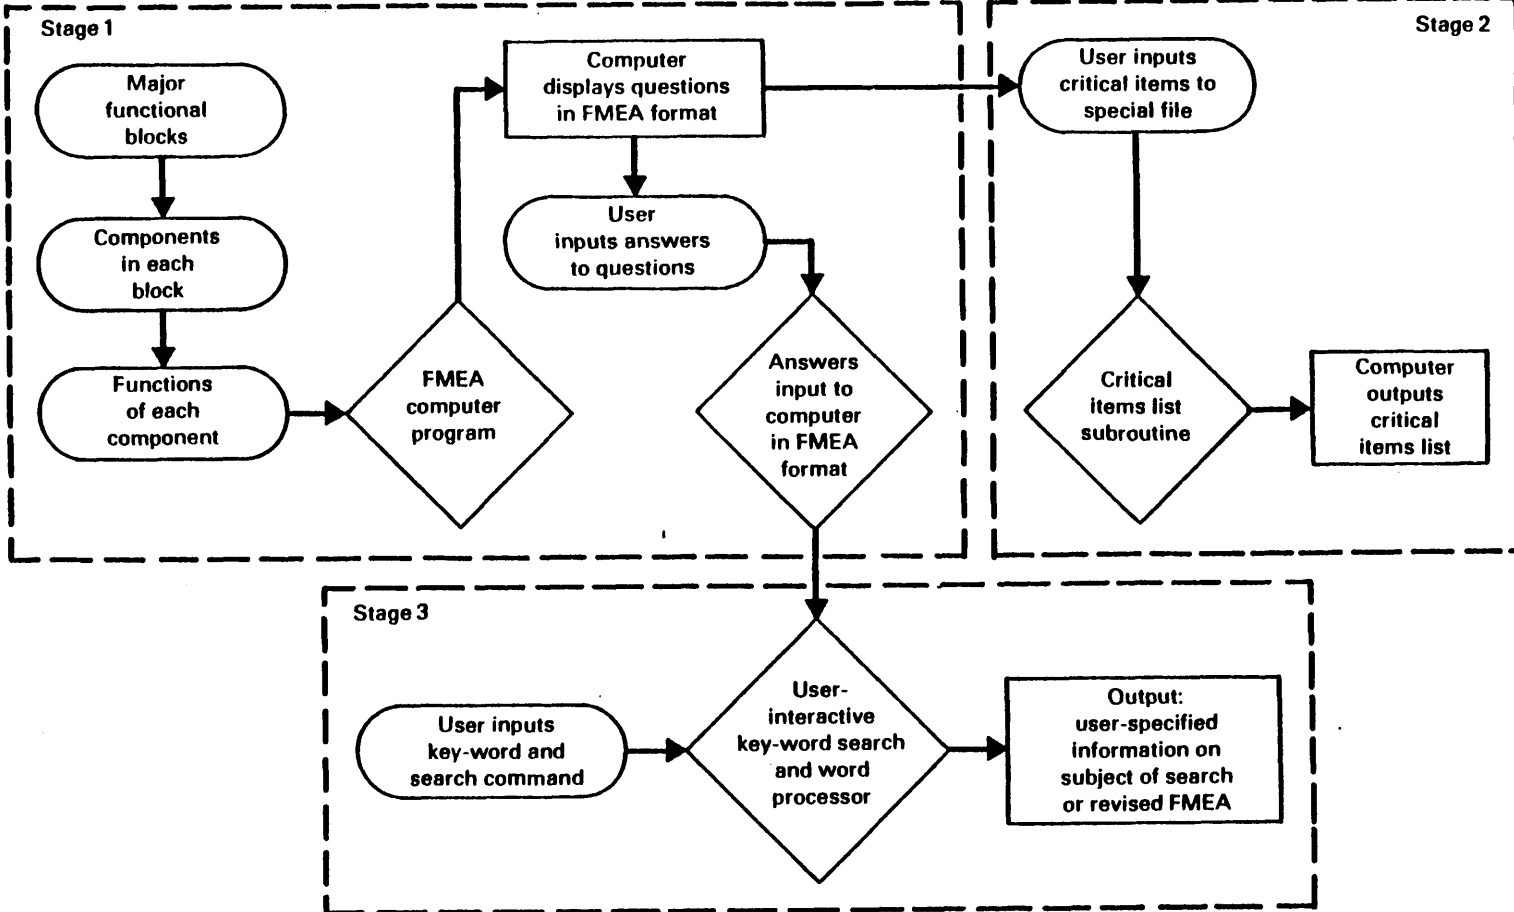 Stage 1
Major
functional
blocks
Components
in each
block
Functions
of each
component
FMEA
computer
program
Computer
displays questions
in FMEA format
User
inputs answers
to questions
Answers
input to
computer
in FMEA
format
Stage 2
User inputs
critical items to
special file
Critical
items list
subroutine
Computer
outputs
critical
items list
Stage 3
User inputs
key-word and
search command
User-
interactive
key-word search
and word
processor
Output:
user-specified
information on
subject of search
or revised FMEA